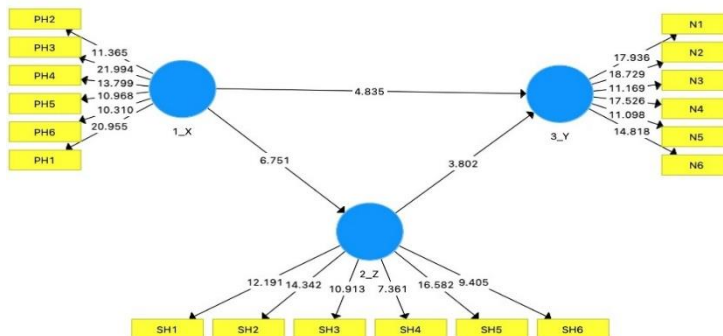 PH2
PH3
PH4
PH5
PH6
PH1
11.365
21.994
13.799
10.968
10.310
20.955
1_X
4.835
6.751
3.802
3_Y
17.936
18.729
11.169
17.526
11.098
14.818
N1
N2
N3
N4
N5
N6
2_Z
12.191
14.342
10.913
7.361
16.582
9.405
SH1
SH2
SH3
SH4
SH5
SH6